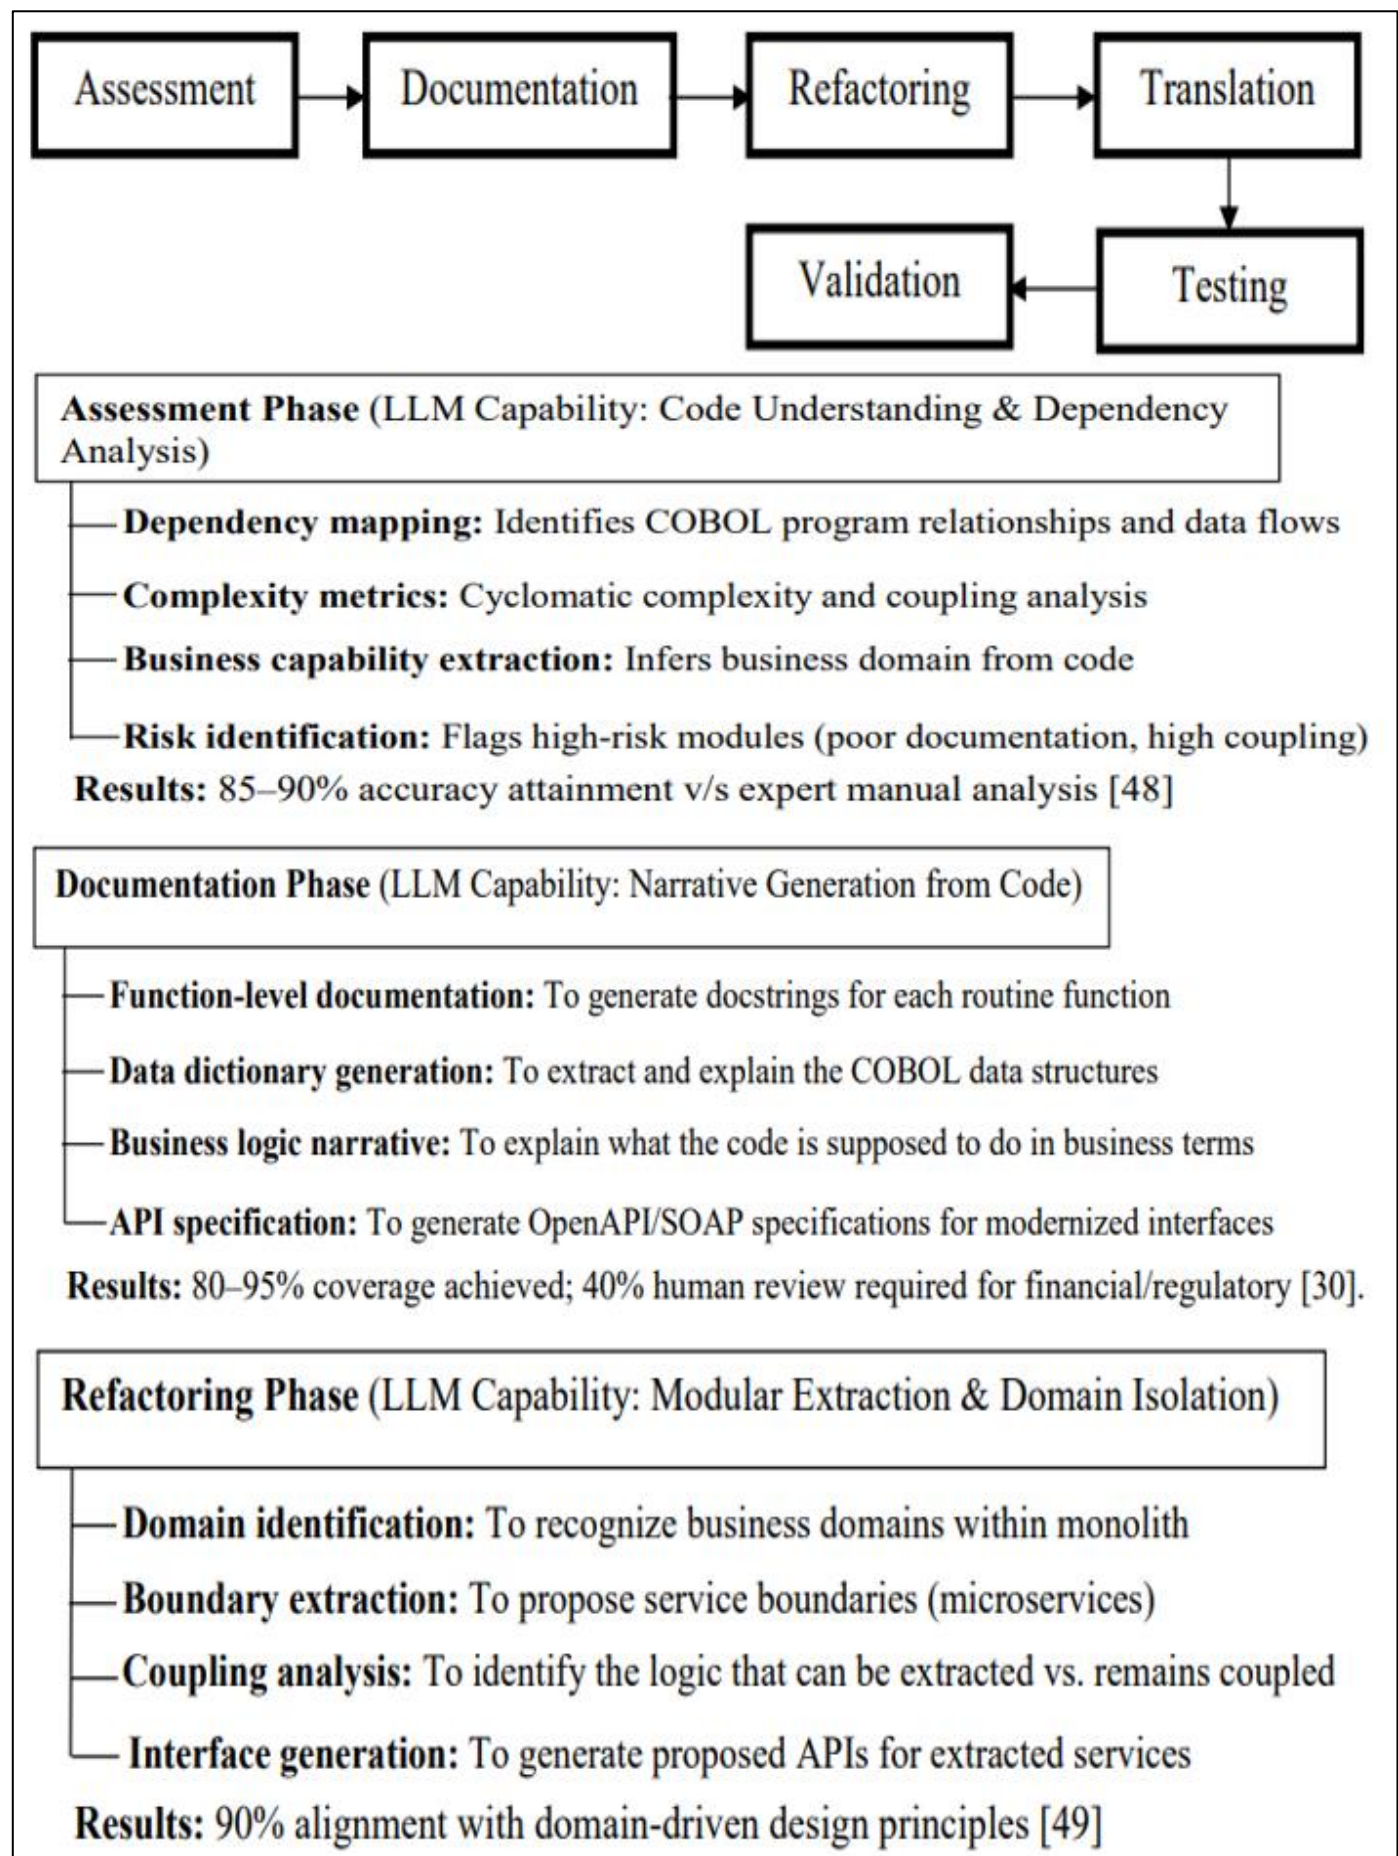 Assessment
Documentation
Refactoring
Translation
Testing
Validation
Assessment Phase (LLM Capability: Code Understanding & Dependency
Analysis)
Dependency mapping: Identifies COBOL program relationships and data flows
Complexity metrics: Cyclomatic complexity and coupling analysis
Business capability extraction: Infers business domain from code
Risk identification: Flags high-risk modules (poor documentation, high coupling)
Results: 85–90% accuracy attainment v/s expert manual analysis [48]
Documentation Phase (LLM Capability: Narrative Generation from Code)
Function-level documentation: To generate docstrings for each routine function
Data dictionary generation: To extract and explain the COBOL data structures
Business logic narrative: To explain what the code is supposed to do in business terms
API specification: To generate OpenAPI/SOAP specifications for modernized interfaces
Results: 80–95% coverage achieved; 40% human review required for financial/regulatory [30].
Refactoring Phase (LLM Capability: Modular Extraction & Domain Isolation)
Domain identification: To recognize business domains within monolith
Boundary extraction: To propose service boundaries (microservices)
Coupling analysis: To identify the logic that can be extracted vs. remains coupled
Interface generation: To generate proposed APIs for extracted services
Results: 90% alignment with domain-driven design principles [49]